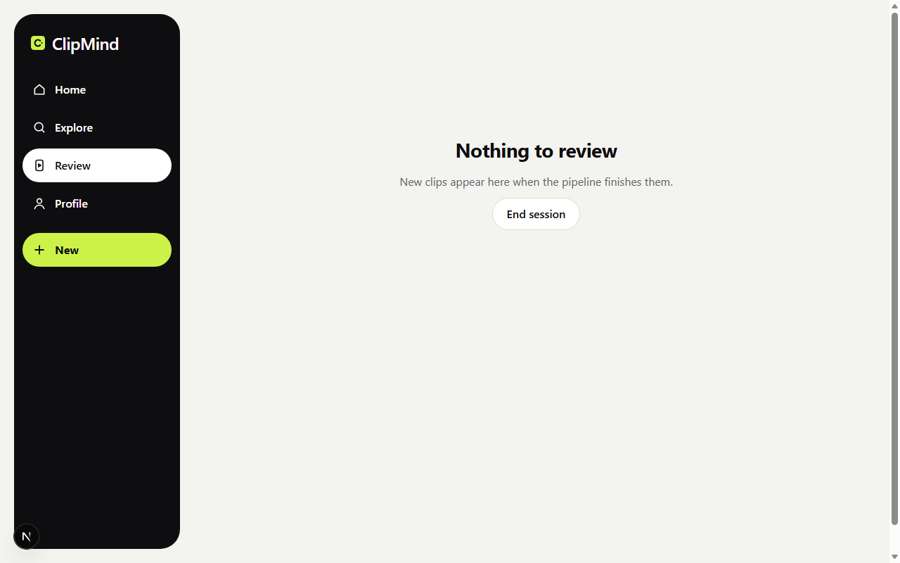 ClipMind
Home
Explore
Review
Profile
New
Nothing to review
New clips appear here when the pipeline finishes them.
End session
N